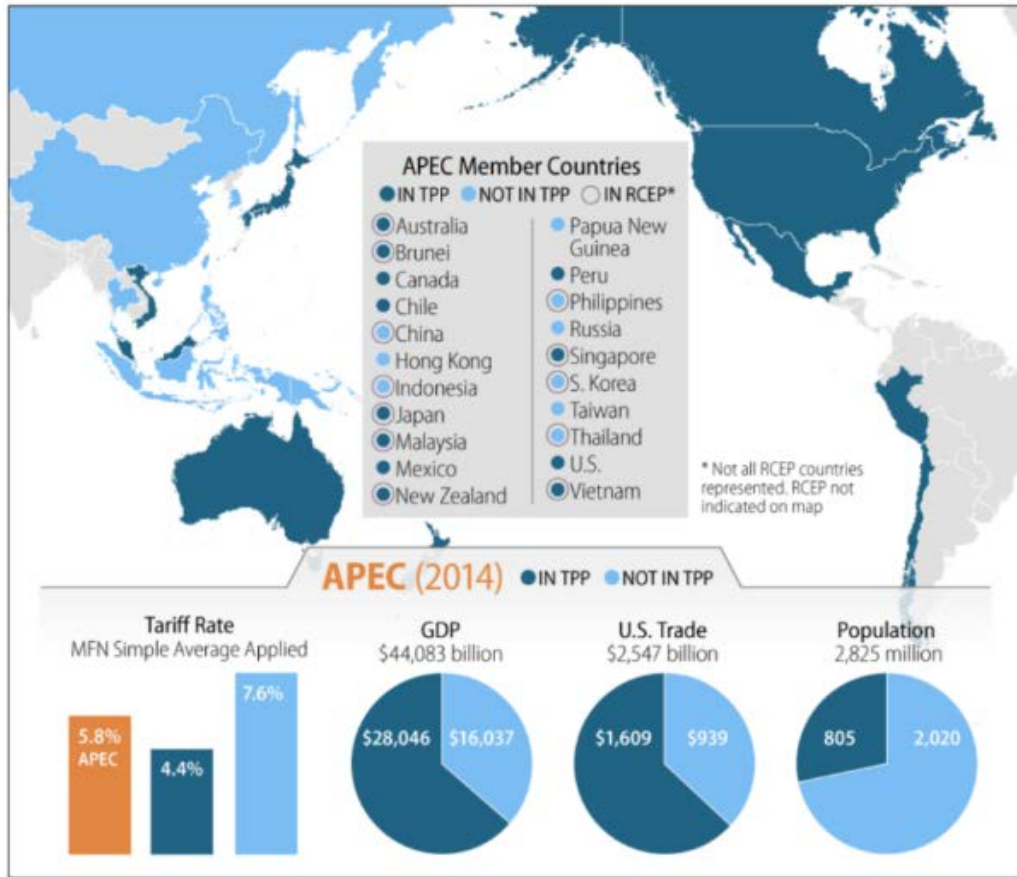 APEC Member Countries
IN TPP NOT IN TPP IN RCEP*
Australia
Brunei
Canada
Chile
China
Hong Kong
Indonesia
Japan
Malaysia
Mexico
New Zealand
Papua New
Guinea
Peru
Philippines
Russia
Singapore
S. Korea
Taiwan
Thailand
U.S.
Vietnam
* Not all RCEP countries
represented. RCEP not
indicated on map
APEC (2014) IN TPP NOT IN TPP
Tariff Rate
MFN Simple Average Applied
5.8%
APEC
4.4%
7.6%
GDP
$44,083 billion
$28,046 $16,037
U.S. Trade
$2,547 billion
$1,609 $939
Population
2,825 million
805 2,020